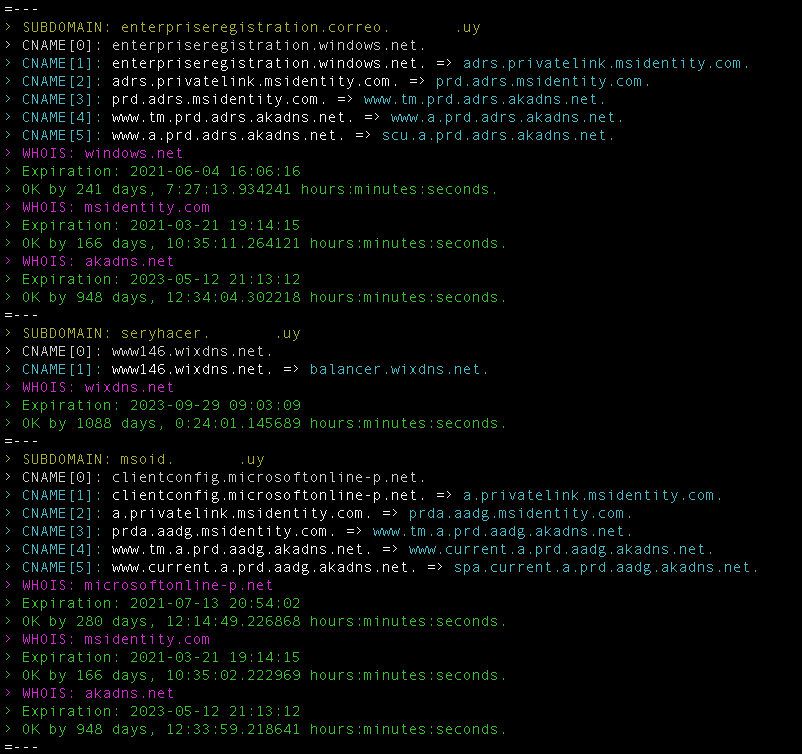 =---
> SUBDOMAIN: enterpriseregistration.correo. .uy
> CNAME[0]: enterpriseregistration.windows.net.
> CNAME[1]: enterpriseregistration.windows.net. => adrs.privatelink.msidentity.com.
> CNAME[2]: adrs.privatelink.msidentity.com. => prd.adrs.msidentity.com.
> CNAME[3]: prd.adrs.msidentity.com. => www.tm.prd.adrs.akadns.net.
> CNAME[4]: www.tm.prd.adrs.akadns.net. => www.a.prd.adrs.akadns.net.
> CNAME[5]: www.a.prd.adrs.akadns.net. => scu.a.prd.adrs.akadns.net.
> WHOIS: windows.net
> Expiration: 2021-06-04 16:06:16
> OK by 241 days, 7:27:13.934241 hours:minutes:seconds.
> WHOIS: msidentity.com
> Expiration: 2021-03-21 19:14:15
> OK by 166 days, 10:35:11.264121 hours:minutes:seconds.
> WHOIS: akadns.net
> Expiration: 2023-05-12 21:13:12
> OK by 948 days, 12:34:04.302218 hours:minutes:seconds.
=---
> SUBDOMAIN: seryhacer. .uy
> CNAME[0]: www146.wixdns.net.
> CNAME[1]: www146.wixdns.net. => balancer.wixdns.net.
> WHOIS: wixdns.net
> Expiration: 2023-09-29 09:03:09
> OK by 1088 days, 0:24:01.145689 hours:minutes:seconds.
=---
> SUBDOMAIN: msoid. .uy
> CNAME[0]: clientconfig.microsoftonline-p.net.
> CNAME[1]: clientconfig.microsoftonline-p.net. => a.privatelink.msidentity.com.
> CNAME[2]: a.privatelink.msidentity.com. => prda.aadg.msidentity.com.
> CNAME[3]: prda.aadg.msidentity.com. => www.tm.a.prd.aadg.akadns.net.
> CNAME[4]: www.tm.a.prd.aadg.akadns.net. => www.current.a.prd.aadg.akadns.net.
> CNAME[5]: www.current.a.prd.aadg.akadns.net. => spa.current.a.prd.aadg.akadns.net.
> WHOIS: microsoftonline-p.net
> Expiration: 2021-07-13 20:54:02
> OK by 280 days, 12:14:49.226868 hours:minutes:seconds.
> WHOIS: msidentity.com
> Expiration: 2021-03-21 19:14:15
> OK by 166 days, 10:35:02.222969 hours:minutes:seconds.
> WHOIS: akadns.net
> Expiration: 2023-05-12 21:13:12
> OK by 948 days, 12:33:59.218641 hours:minutes:seconds.
=---